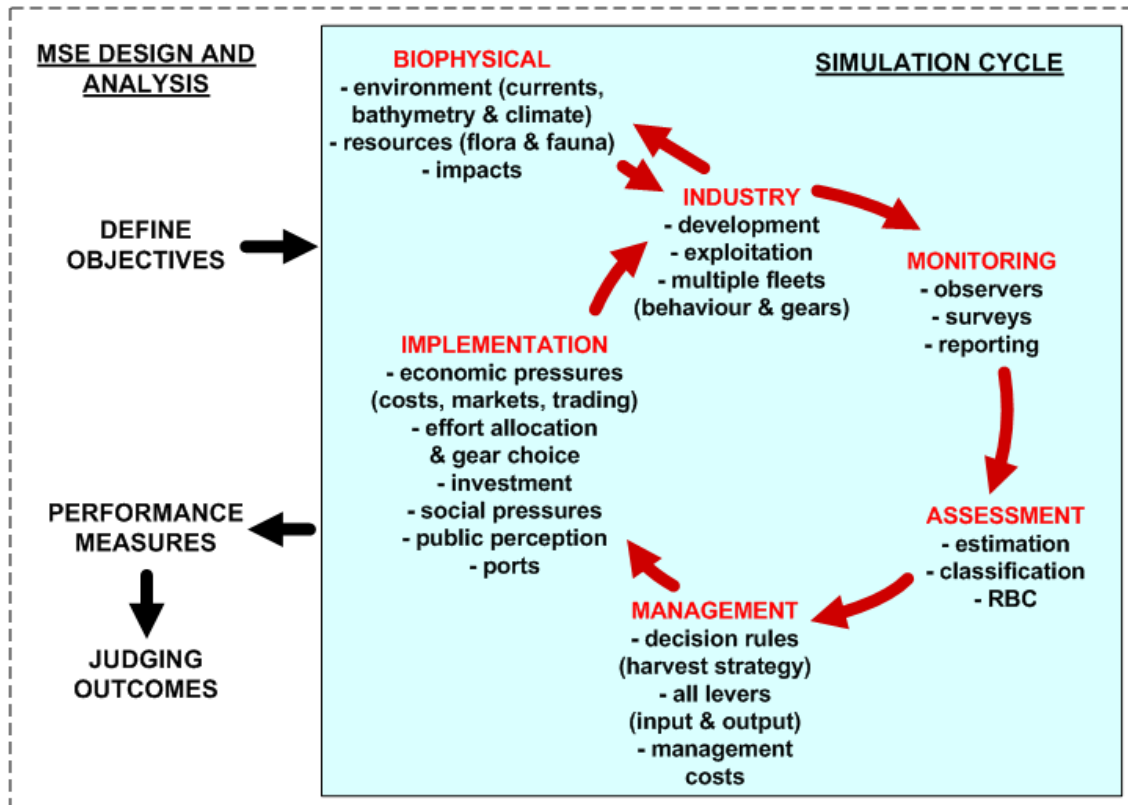 MSE DESIGN AND
ANALYSIS
DEFINE
OBJECTIVES
PERFORMANCE
MEASURES
JUDGING
OUTCOMES
SIMULATION CYCLE
BIOPHYSICAL
- environment (currents,
bathymetry & climate)
- resources (flora & fauna)
- impacts
INDUSTRY
- development
- exploitation
- multiple fleets
(behaviour & gears)
MONITORING
- observers
- surveys
- reporting
ASSESSMENT
- estimation
- classification
- RBC
MANAGEMENT
- decision rules
(harvest strategy)
- all levers
(input & output)
- management
costs
IMPLEMENTATION
- economic pressures
(costs, markets, trading)
- effort allocation
& gear choice
- investment
- social pressures
- public perception
- ports